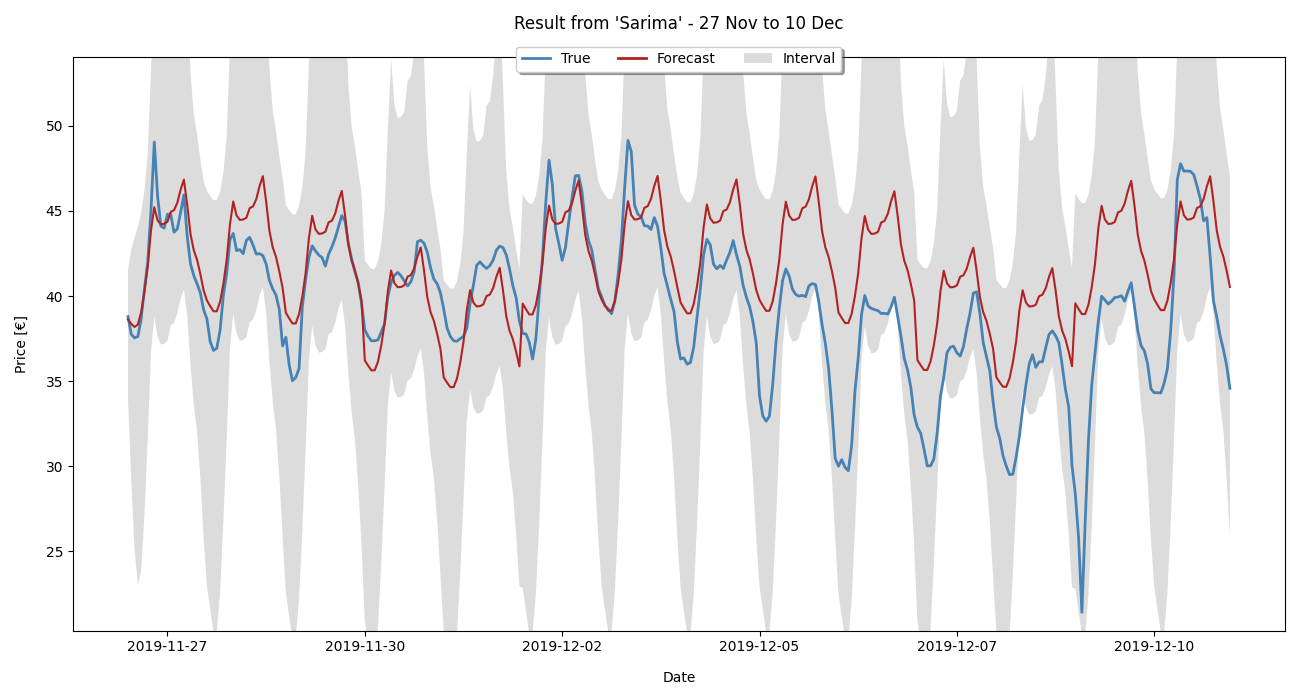 Result from 'Sarima' - 27 Nov to 10 Dec
True Forecast Interval
50
45
40
35
30
25
Price [€]
2019-11-27 2019-11-30 2019-12-02 2019-12-05 2019-12-07 2019-12-10
Date